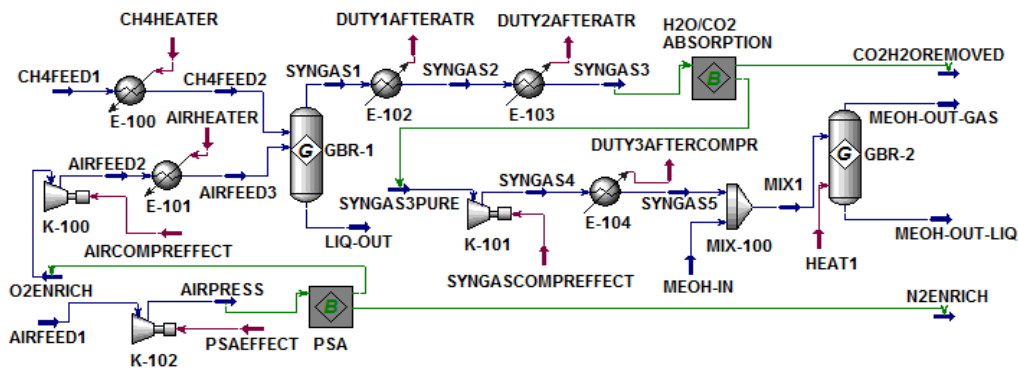 CH4HEATER
DUTY1AFTERATR
DUTY2AFTERATR
H2O/CO2
ABSORPTION
CO2H2OREMOVED
CH4FEED1
CH4FEED2
SYNGAS1
SYNGAS2
SYNGAS3
B
E-100
E-102
E-103
MEOH-OUT-GAS
AIRHEATER
G
GBR-1
DUTY3AFTERCOMPR
G
GBR-2
AIRFEED2
E-101
AIRFEED3
SYNGAS4
SYNGAS5
MIX1
K-100
SYNGAS3PURE
E-104
LIQ-OUT
K-101
MIX-100
MEOH-OUT-LIQ
AIRCOMPREFFECT
HEAT1
O2ENRICH
AIRPRESS
SYNGASCOMPREFFECT
MEOH-IN
B
N2ENRICH
AIRFEED1
K-102
PSAEFFECT
PSA